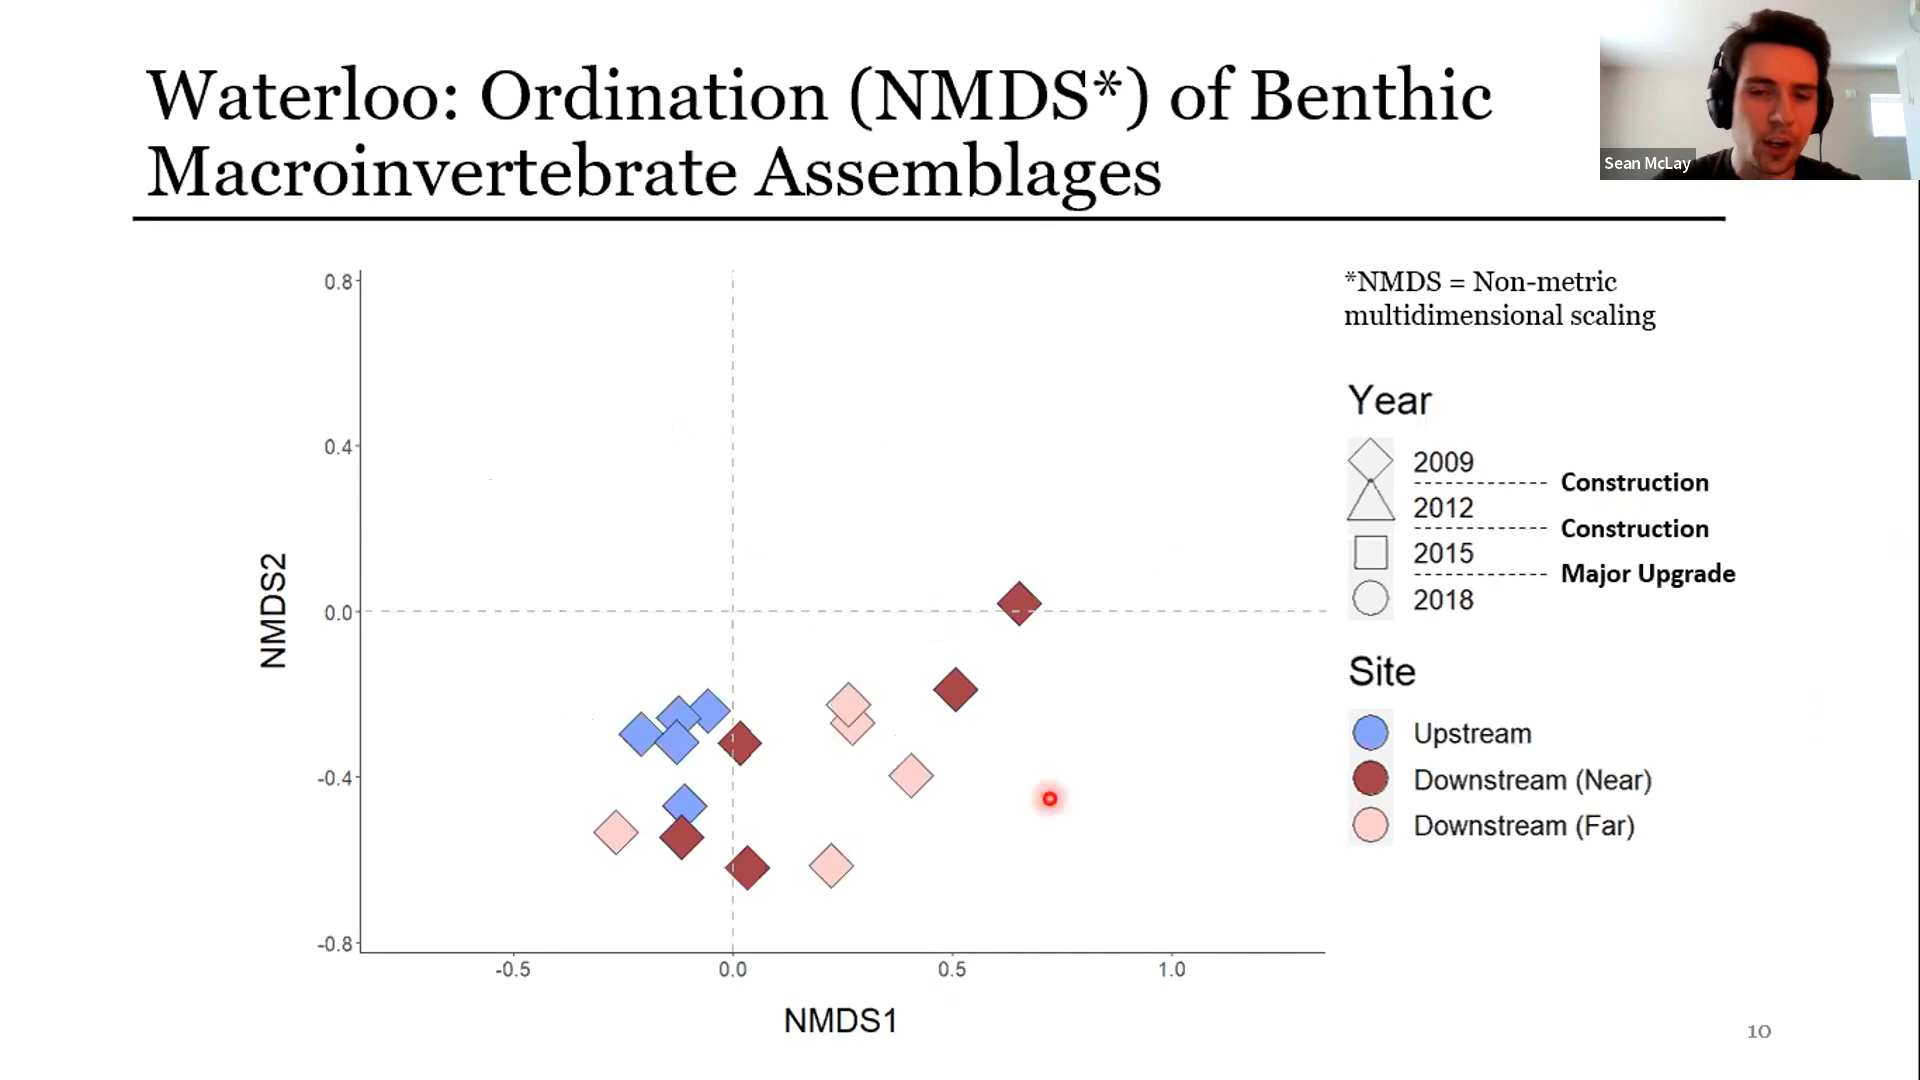 Waterloo: Ordination (NMDS*) of Benthic
Macroinvertebrate Assemblages
Sean McLay
*NMDS = Non-metric
multidimensional scaling
0.8
0.4
0.0
-0.4
-0.8
NMDS2
-0.5
0.0
0.5
1.0
NMDS1
Year
2009
Construction
2012
Construction
2015
Major Upgrade
2018
Site
Upstream
Downstream (Near)
Downstream (Far)
10